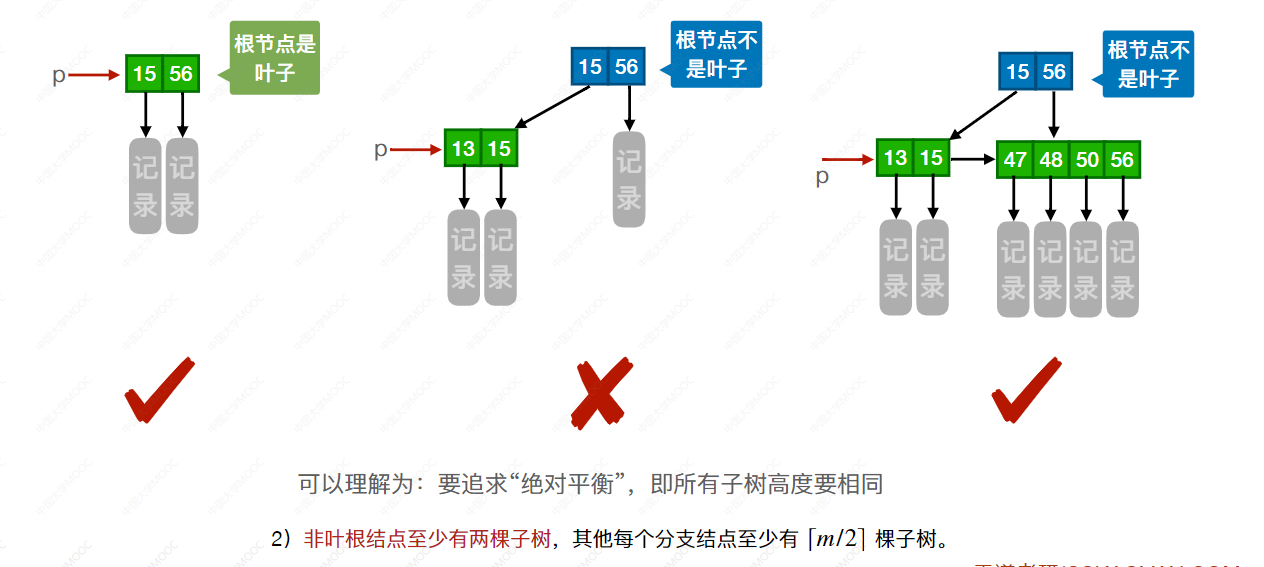 根节点是
叶子
p
15 56
记录
记录
根节点不
是叶子
15 56
p
13 15
记录
记录
记录
根节点不
是叶子
15 56
p
13 15
47 48 50 56
记录
记录
记录
记录
记录
记录
可以理解为：要追求“绝对平衡”，即所有子树高度要相同
2）非叶根结点至少有两棵子树，其他每个分支结点至少有 ⌈m/2⌉ 棵子树。